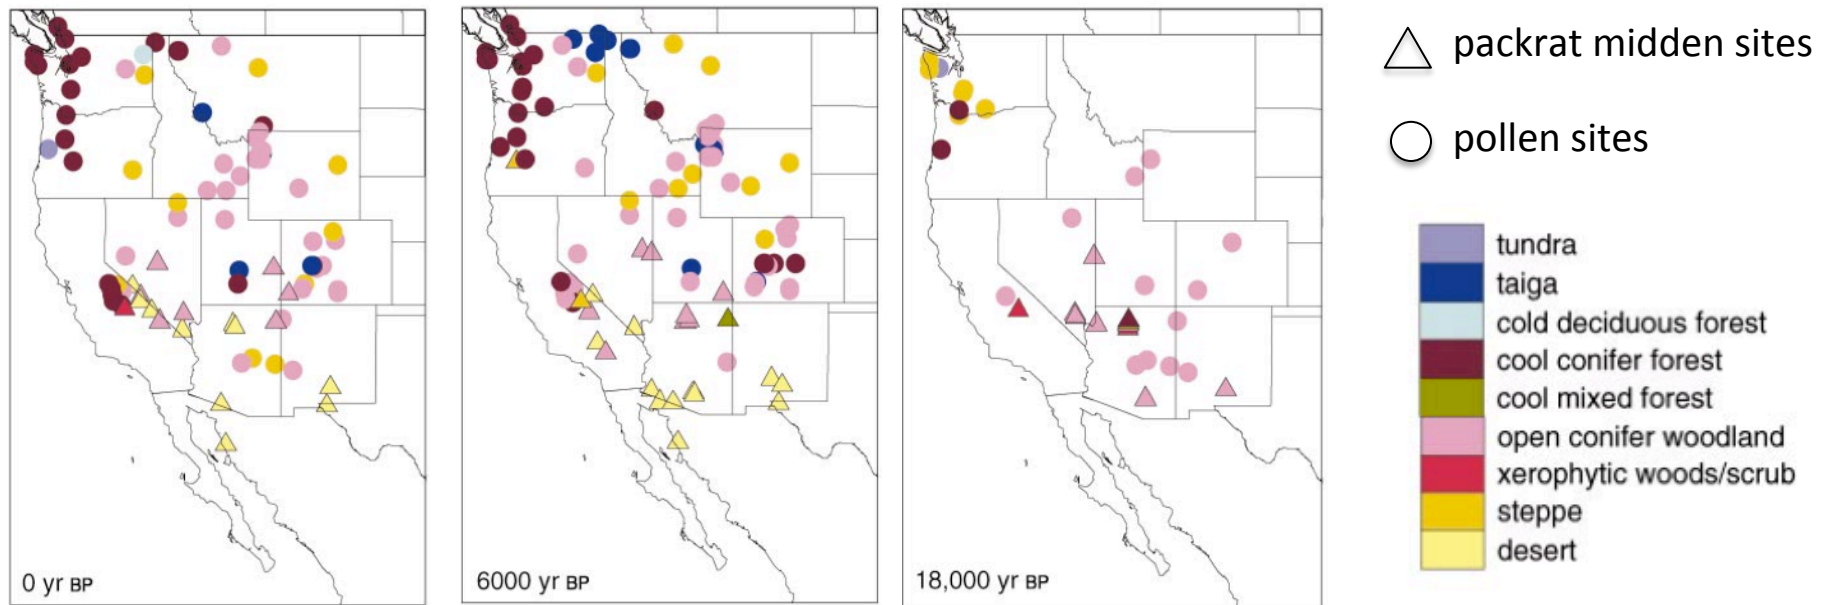 packrat midden sites
pollen sites
tundra
taiga
cold deciduous forest
cool conifer forest
cool mixed forest
open conifer woodland
xerophytic woods/scrub
steppe
desert
0 yr BP
6000 yr BP
18,000 yr BP